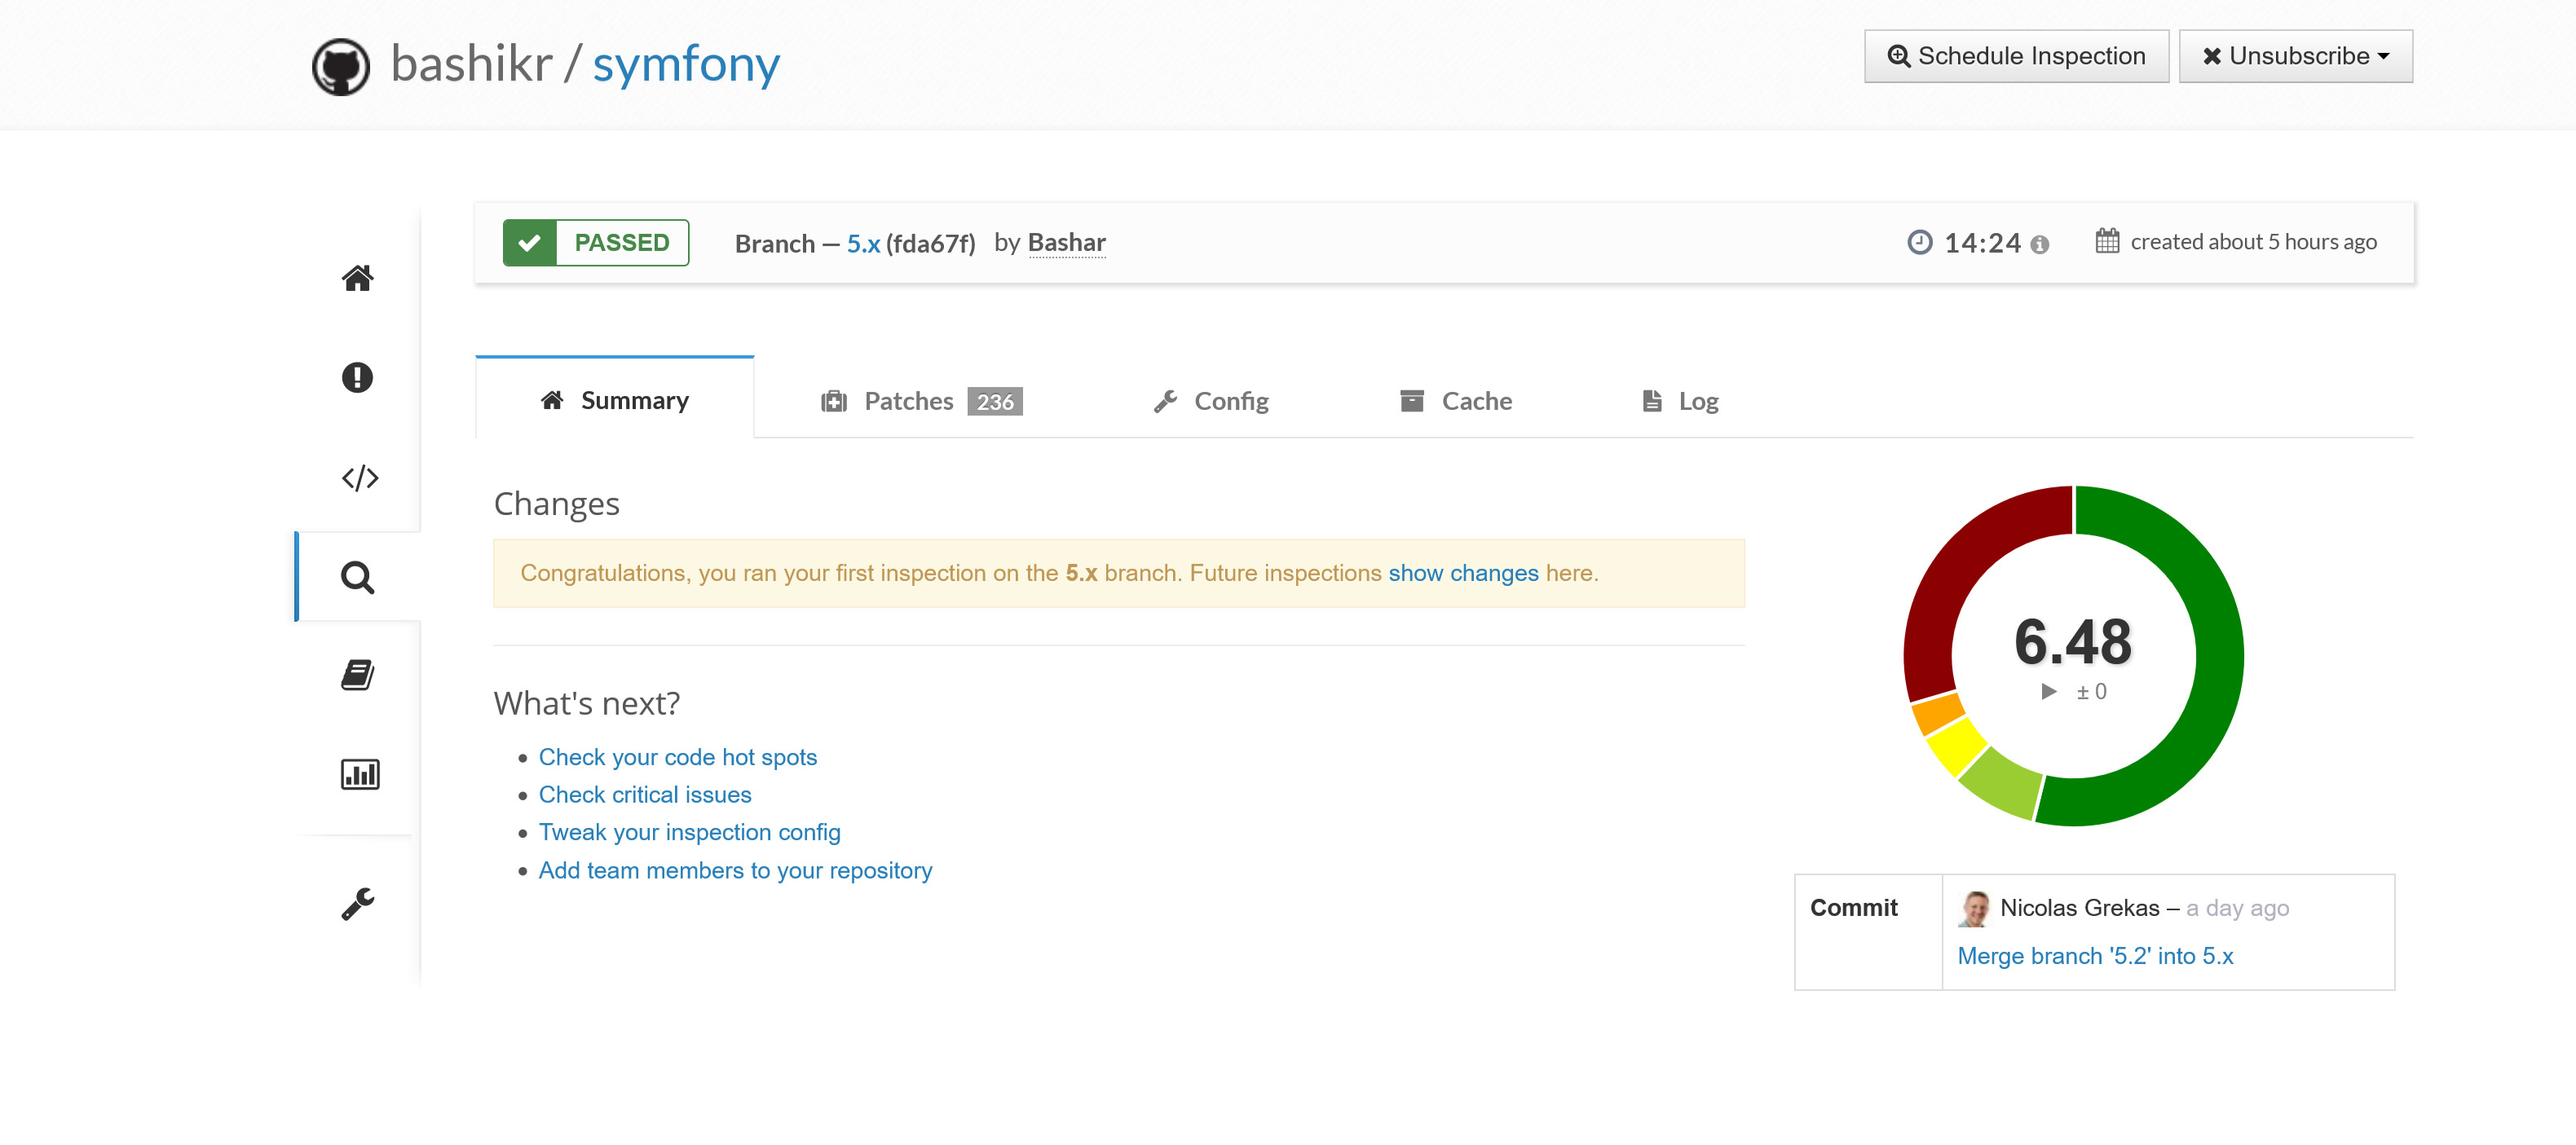 bashikr / symfony
Schedule Inspection
Unsubscribe
PASSED
Branch — 5.x (fda67f) by Bashar
14:24
created about 5 hours ago
Summary
Patches 236
Config
Cache
Log
Changes
Congratulations, you ran your first inspection on the 5.x branch. Future inspections show changes here.
What's next?
Check your code hot spots
Check critical issues
Tweak your inspection config
Add team members to your repository
6.48
± 0
Commit
Nicolas Grekas – a day ago
Merge branch '5.2' into 5.x